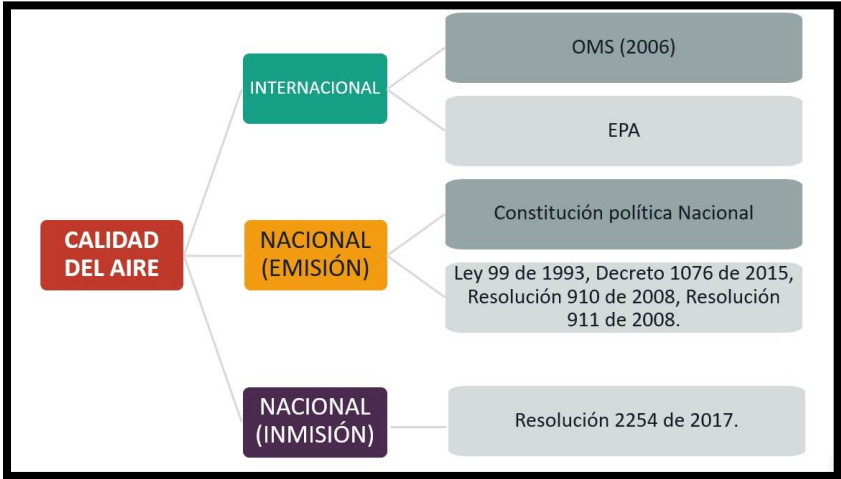 CALIDAD
DEL AIRE
INTERNACIONAL
OMS (2006)
EPA
NACIONAL
(EMISIÓN)
Constitución política Nacional
Ley 99 de 1993, Decreto 1076 de 2015,
Resolución 910 de 2008, Resolución
911 de 2008.
NACIONAL
(INMISIÓN)
Resolución 2254 de 2017.